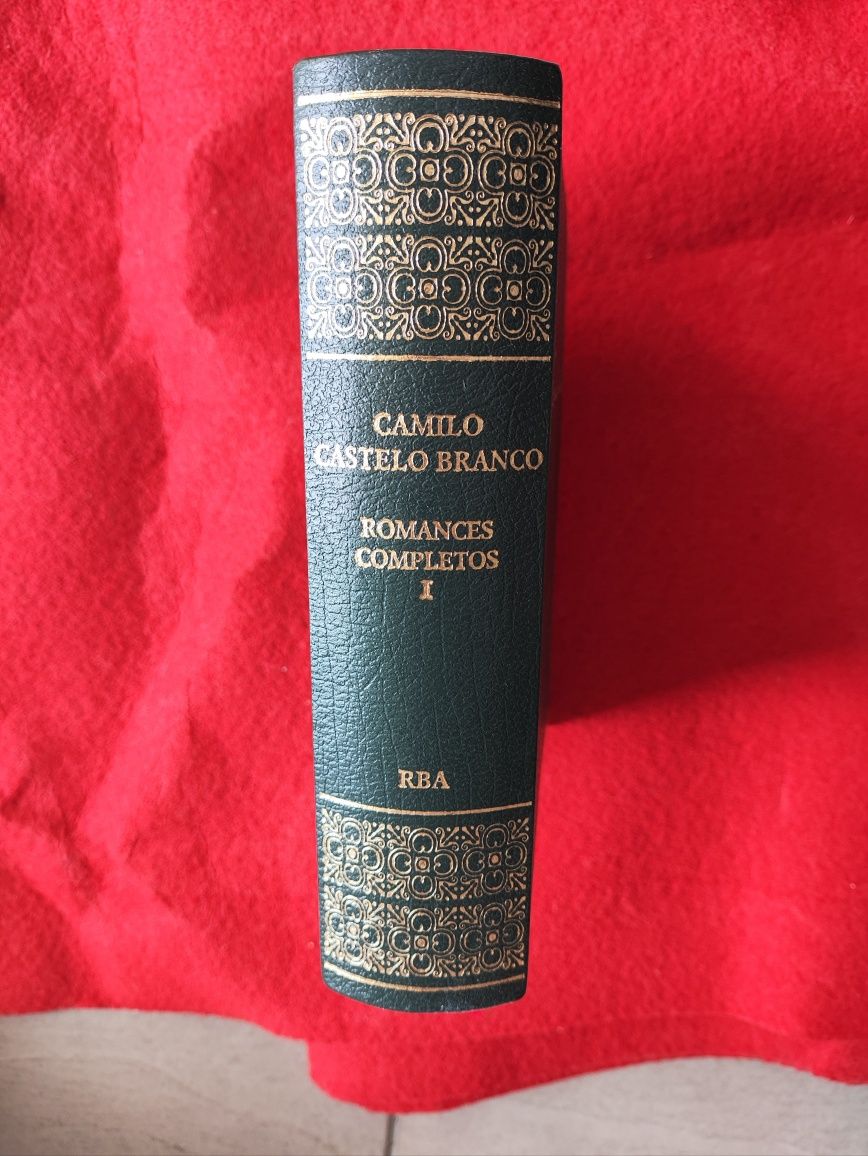 CAMILO
CASTELO BRANCO
ROMANCES
COMPLETOS
I
RBA